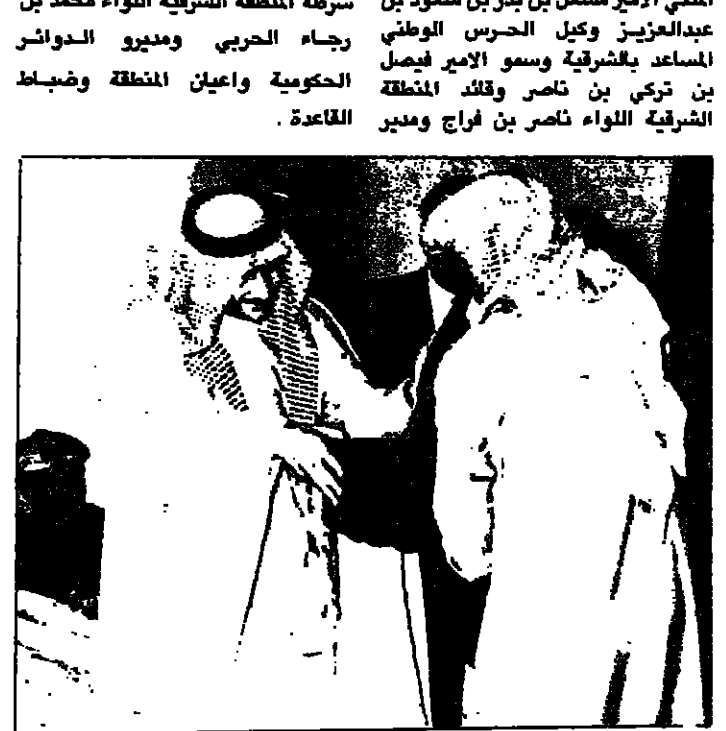 الامير مشعل بن بدر بن سعود بن
عبدالعزيز وكيل الحرس الوطني
المساعد بالشرقية وسمو الامير فيصل
بن تركي بن ناصر وقائد المنطقة
الشرقية اللواء ناصر بن فراج ومدير
شرطة المنطقة الشرقية اللواء محمد بن
رجاء الحربي ومديرو الدوائر
الحكومية واعيان المنطقة وضباط
القاعدة .